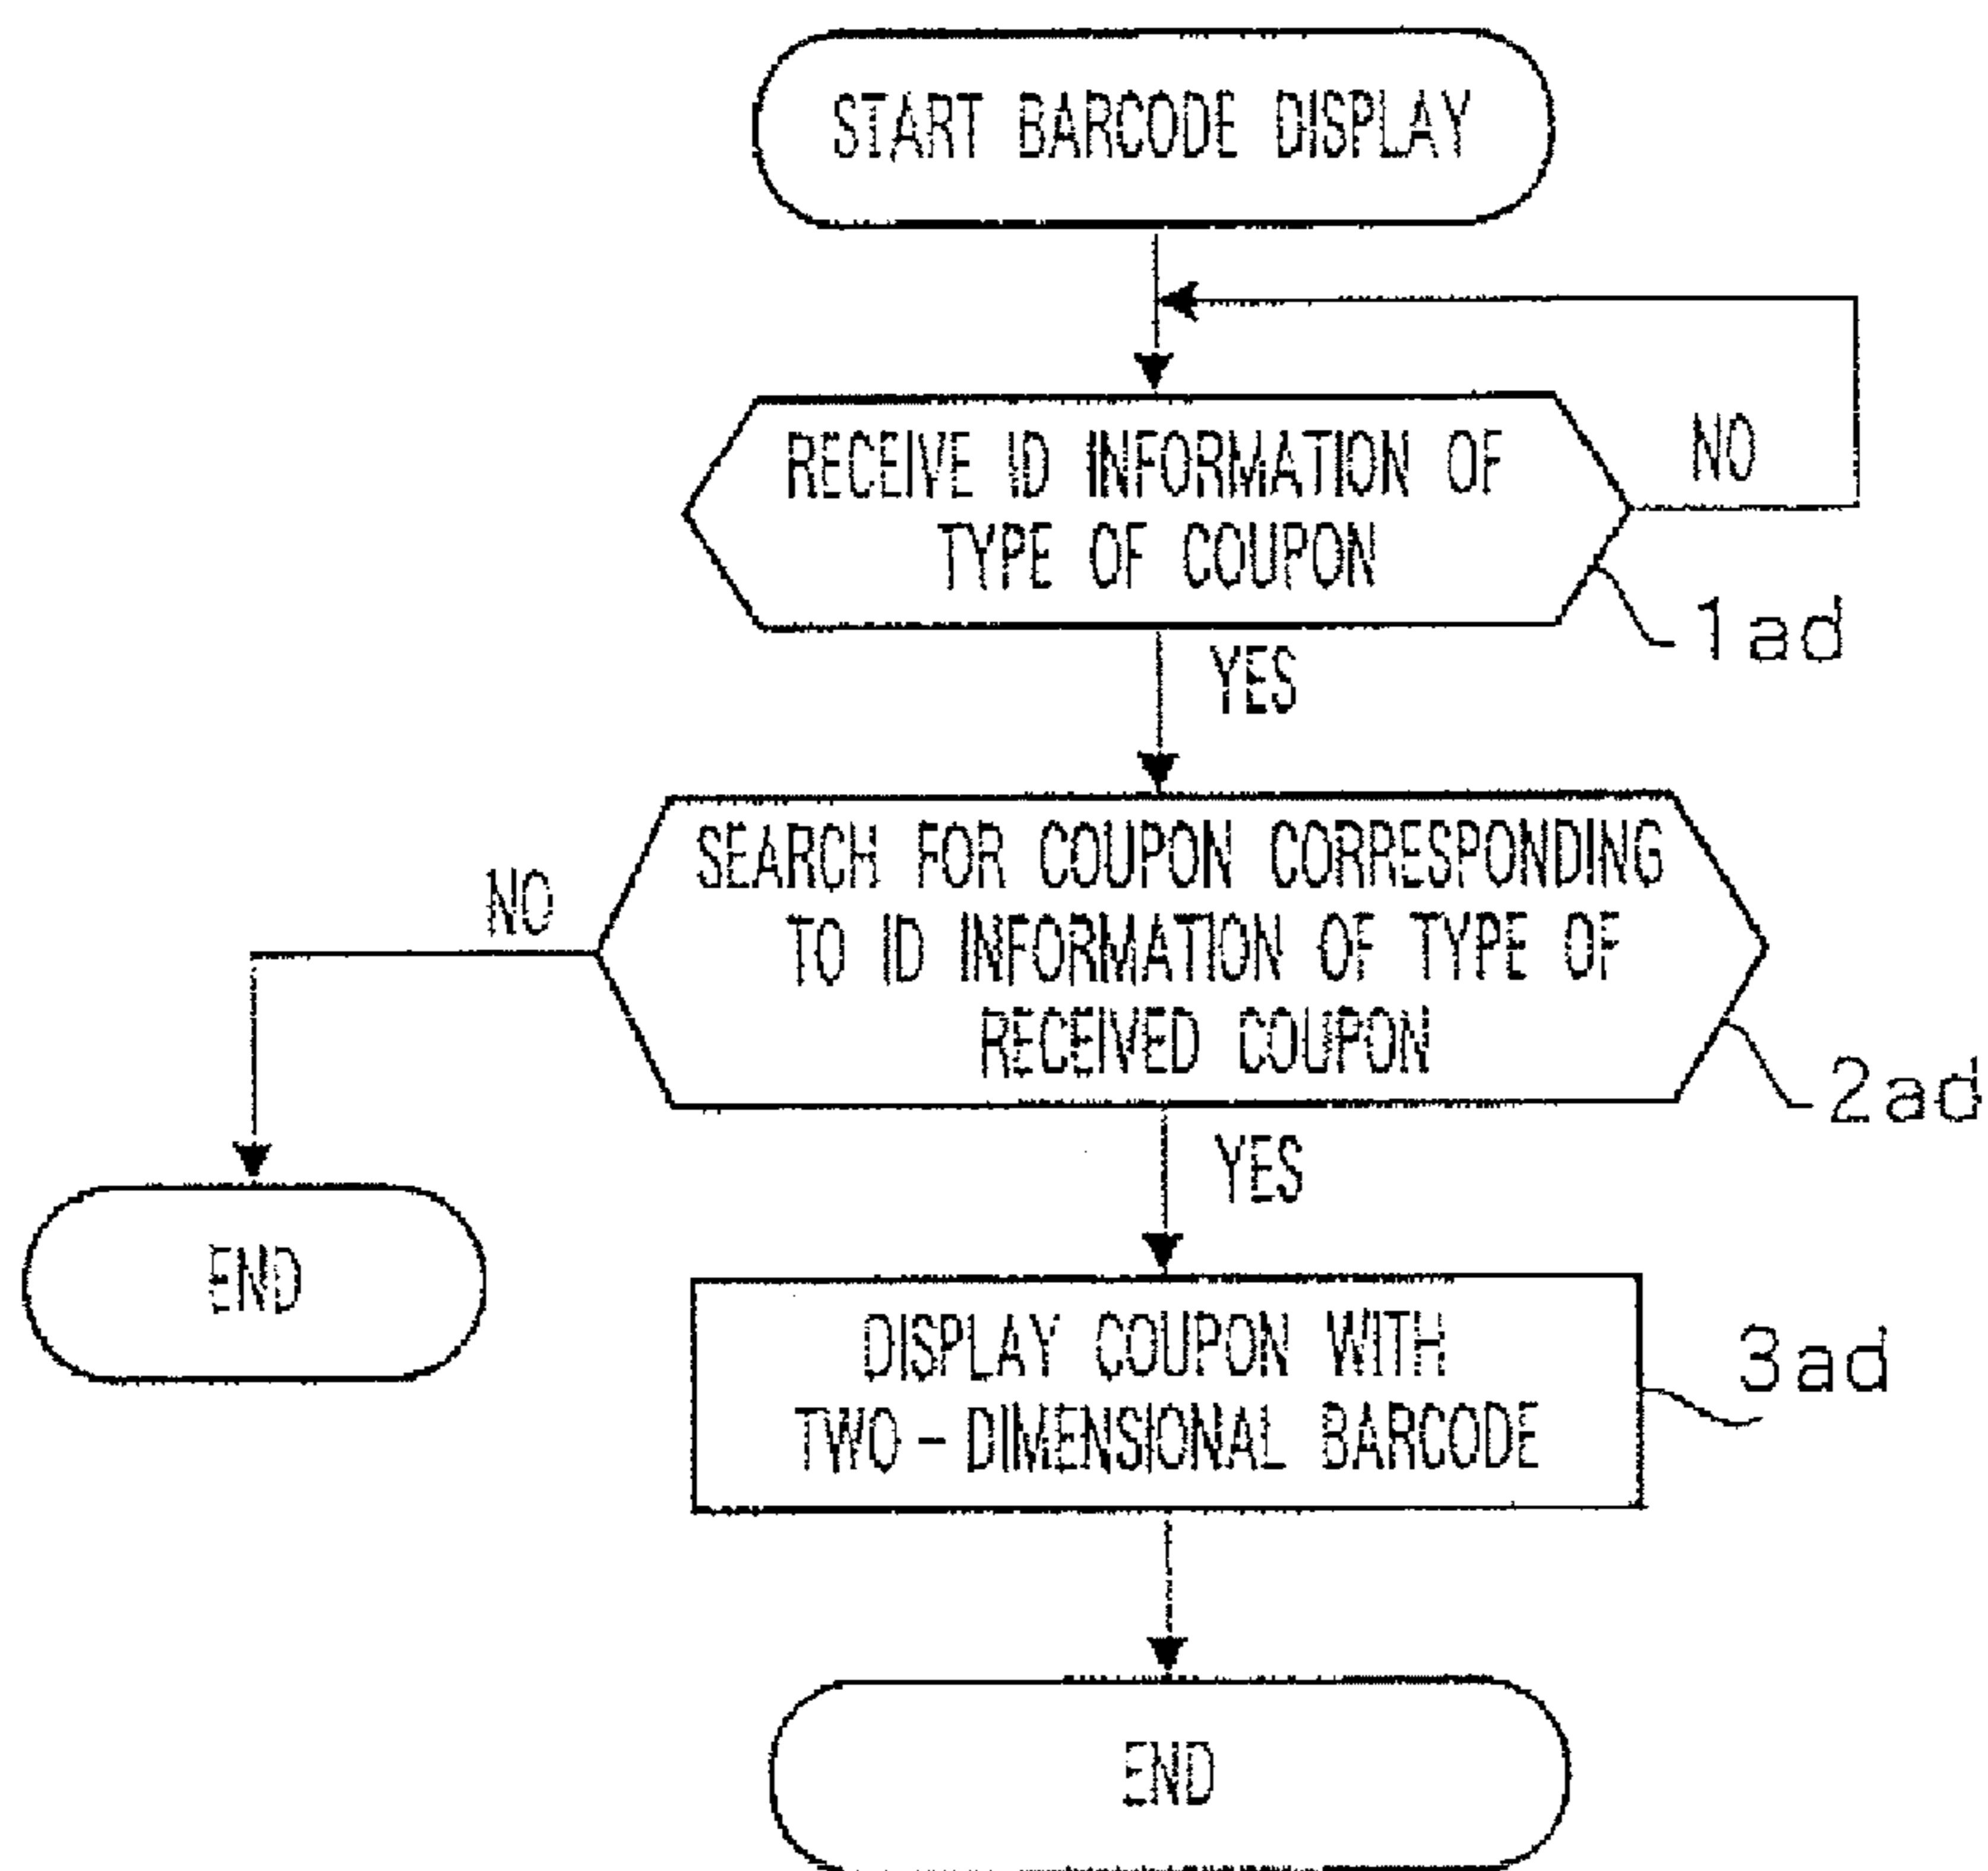 START BARCODE DISPLAY
RECEIVE ID INFORMATION OF
TYPE OF COUPON
NO
1ad
YES
SEARCH FOR COUPON CORRESPONDING
TO ID INFORMATION OF TYPE OF
RECEIVED COUPON
NO
2ad
YES
END
DISPLAY COUPON WITH
TWO-DIMENSIONAL BARCODE
3ad
END